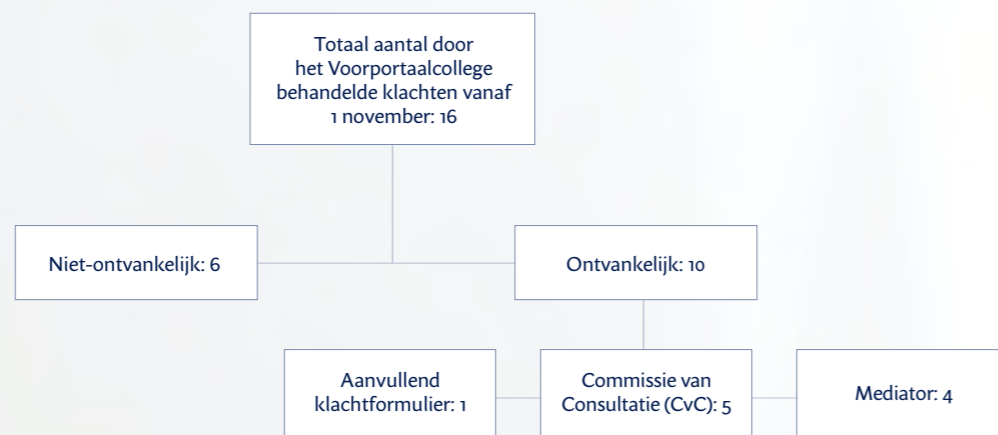 Totaal aantal door
het Voorportaalcollege
behandelde klachten vanaf
1 november: 16
Niet-ontvankelijk: 6
Ontvankelijk: 10
Aanvullend
klachtformulier: 1
Commissie van
Consultatie (CvC): 5
Mediator: 4